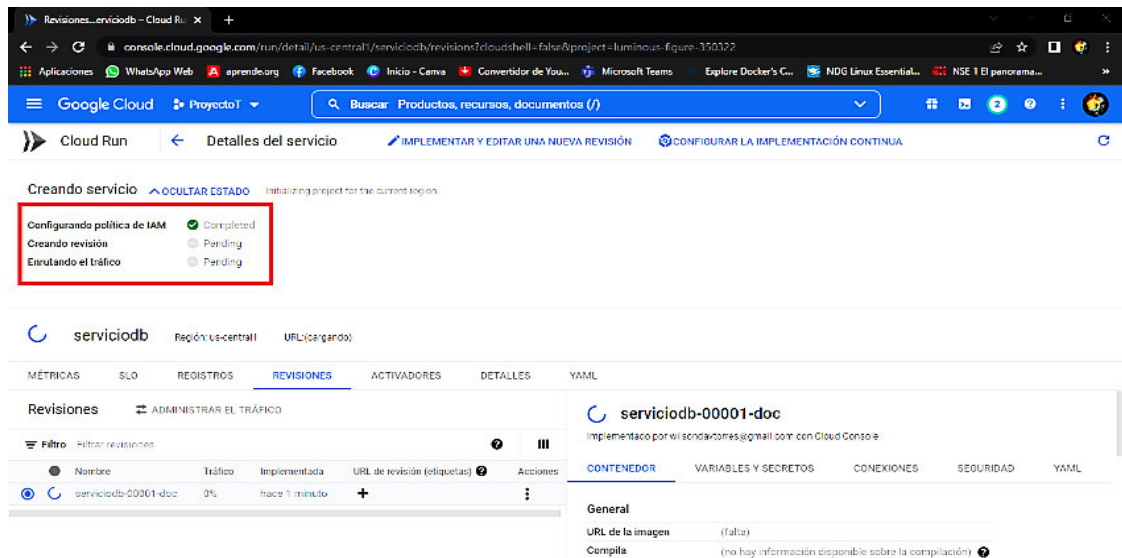 Revisiones...erviciodb – Cloud Ru
console.cloud.google.com/run/detail/us-central1/serviciodb/revisions?cloudshell=false&project=luminous-figure-350322
Aplicaciones WhatsApp Web aprende.org Facebook Inicio - Canva Convertidor de You... Microsoft Teams Explore Docker's C... NDG Linux Essential... NSE 1 El panorama... »
Google Cloud ProyectoT Buscar Productos, recursos, documentos (/) 2
Cloud Run Detalles del servicio IMPLEMENTAR Y EDITAR UNA NUEVA REVISIÓN CONFIGURAR LA IMPLEMENTACIÓN CONTINUA
Creando servicio OCULTAR ESTADO Initializing project for the current region.
Configurando política de IAM Completed
Creando revisión Pending
Enrutando el tráfico Pending
serviciodb Región: us-central1 URL:(cargando)
MÉTRICAS SLO REGISTROS REVISIONES ACTIVADORES DETALLES YAML
Revisiones ADMINISTRAR EL TRÁFICO
Filtro Filtrar revisiones
Nombre Tráfico Implementada URL de revisión (etiquetas) Acciones
serviciodb-00001-doc 0% hace 1 minuto +
serviciodb-00001-doc
Implementado por wilsondavtorres@gmail.com con Cloud Console
CONTENEDOR VARIABLES Y SECRETOS CONEXIONES SEGURIDAD YAML
General
URL de la imagen (falta)
Compila (no hay información disponible sobre la compilación)